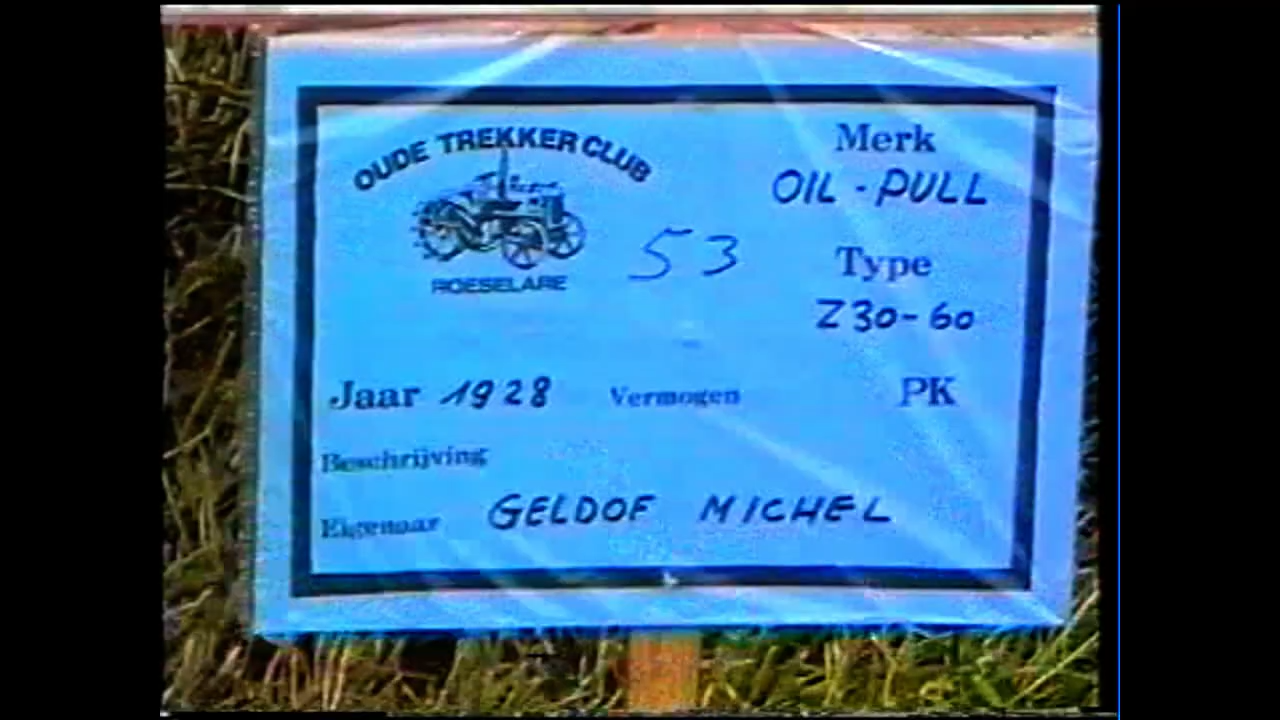 OUDE TREKKER CLUB
ROESELARE
53
Merk
OIL - PULL
Type
Z30-60
Jaar 1928 Vermogen PK
Beschrijving
Eigenaar GELDOF MICHEL